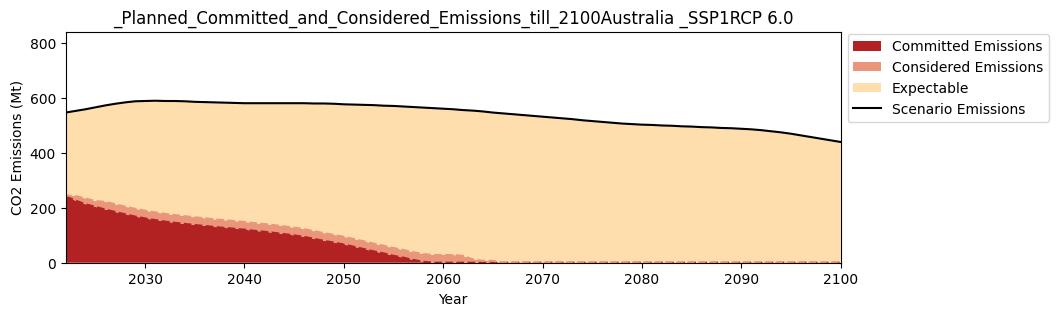 _Planned_Committed_and_Considered_Emissions_till_2100Australia _SSP1RCP 6.0
800
600
400
200
0
CO2 Emissions (Mt)
2030 2040 2050 2060 2070 2080 2090 2100
Year
Committed Emissions
Considered Emissions
Expectable
Scenario Emissions